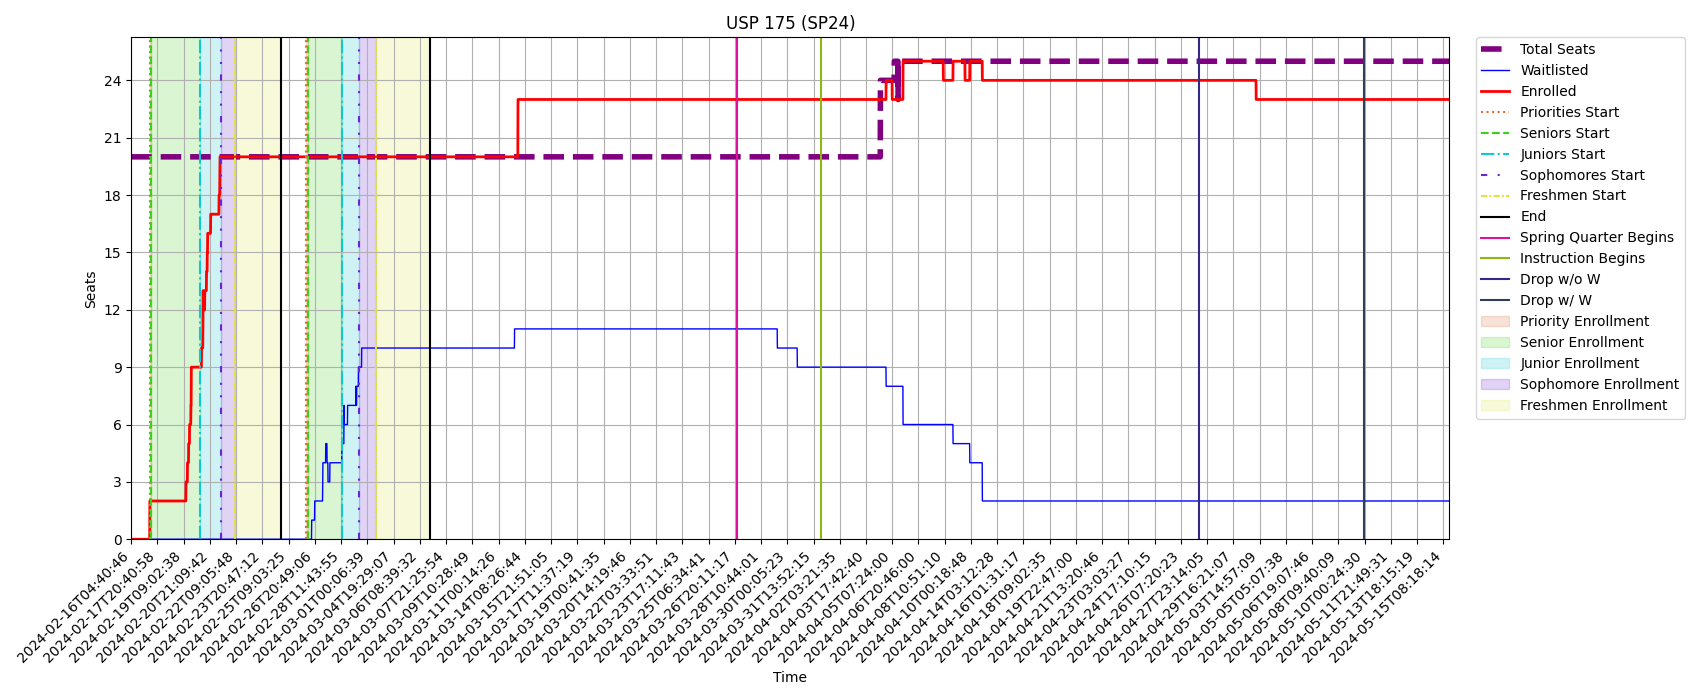 USP 175 (SP24)
Seats
24
21
18
15
12
9
6
3
0
2024-02-16T04:40:46
2024-02-17T20:40:58
2024-02-19T09:02:38
2024-02-20T21:09:42
2024-02-22T09:05:48
2024-02-23T20:47:12
2024-02-25T09:03:25
2024-02-26T20:49:06
2024-02-28T11:43:55
2024-03-01T00:06:39
2024-03-04T19:29:07
2024-03-06T08:39:32
2024-03-07T21:25:54
2024-03-09T10:28:49
2024-03-11T00:14:26
2024-03-14T08:26:44
2024-03-15T21:51:05
2024-03-17T11:37:19
2024-03-19T00:41:35
2024-03-20T14:19:46
2024-03-22T03:33:51
2024-03-23T17:11:43
2024-03-25T06:34:41
2024-03-26T20:11:17
2024-03-28T10:44:01
2024-03-30T00:05:23
2024-03-31T13:52:15
2024-04-02T03:21:35
2024-04-03T17:42:40
2024-04-05T07:24:00
2024-04-06T20:46:00
2024-04-08T10:51:10
2024-04-10T00:18:48
2024-04-14T03:12:28
2024-04-16T01:31:17
2024-04-18T09:02:35
2024-04-19T22:47:00
2024-04-21T13:20:46
2024-04-23T03:03:27
2024-04-24T17:10:15
2024-04-26T07:20:23
2024-04-27T23:14:05
2024-04-29T16:21:07
2024-05-03T14:57:09
2024-05-05T05:07:38
2024-05-06T19:07:46
2024-05-08T09:40:09
2024-05-10T00:24:30
2024-05-11T21:49:31
2024-05-13T18:15:19
2024-05-15T08:18:14
Time
Total Seats
Waitlisted
Enrolled
Priorities Start
Seniors Start
Juniors Start
Sophomores Start
Freshmen Start
End
Spring Quarter Begins
Instruction Begins
Drop w/o W
Drop w/ W
Priority Enrollment
Senior Enrollment
Junior Enrollment
Sophomore Enrollment
Freshmen Enrollment